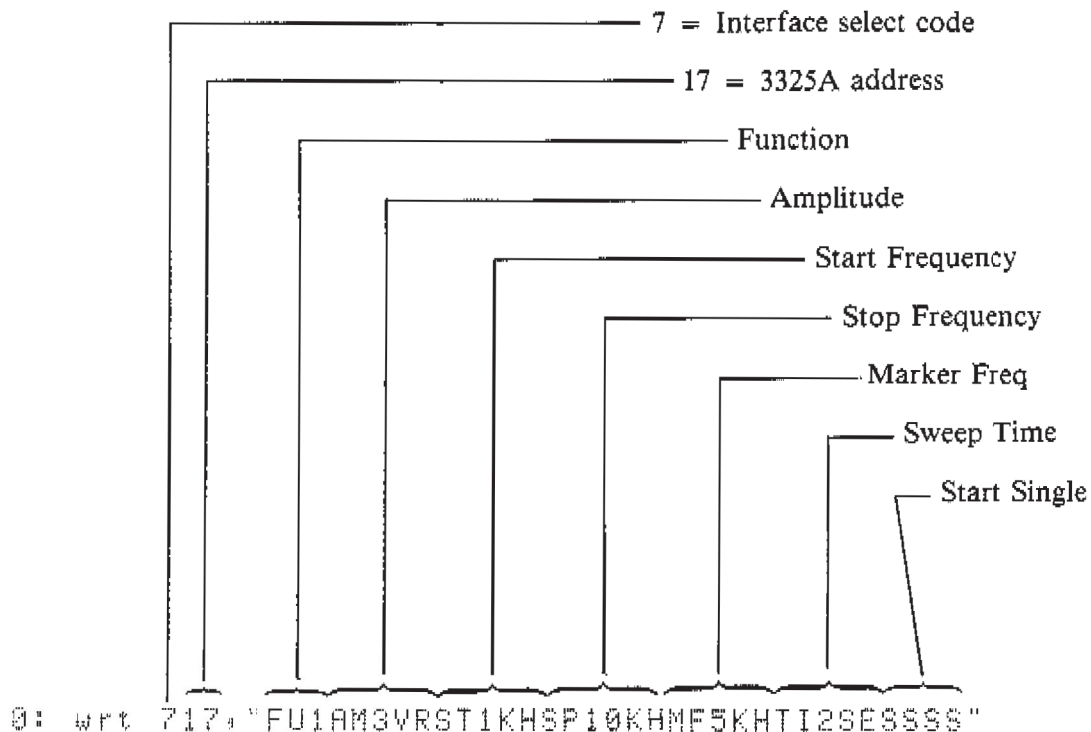 7 = Interface select code
17 = 3325A address
Function
Amplitude
Start Frequency
Stop Frequency
Marker Freq
Sweep Time
Start Single
0: wrt 717,"FU1AM3VRST1KHSP10KHMF5KHTI2SESSSS"